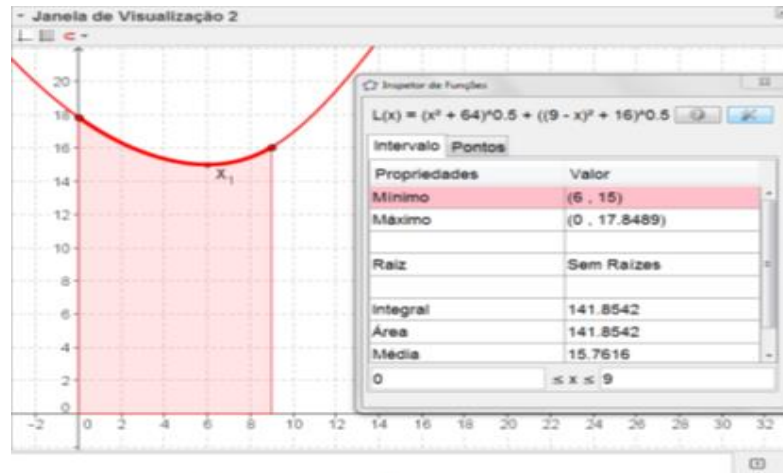 Janela de Visualização 2
Inspetor de Funções
L(x) = (x² + 64)^0.5 + ((9 - x)² + 16)^0.5
Intervalo Pontos
Propriedades Valor
Mínimo (6 , 15)
Máximo (0 , 17.8489)
Raiz Sem Raízes
Integral 141.8542
Área 141.8542
Média 15.7616
0 ≤ x ≤ 9
20
18
16
14
12
10
8
6
4
2
0
X₁
-2 0 2 4 6 8 10 12 14 16 18 20 22 24 26 28 30 32